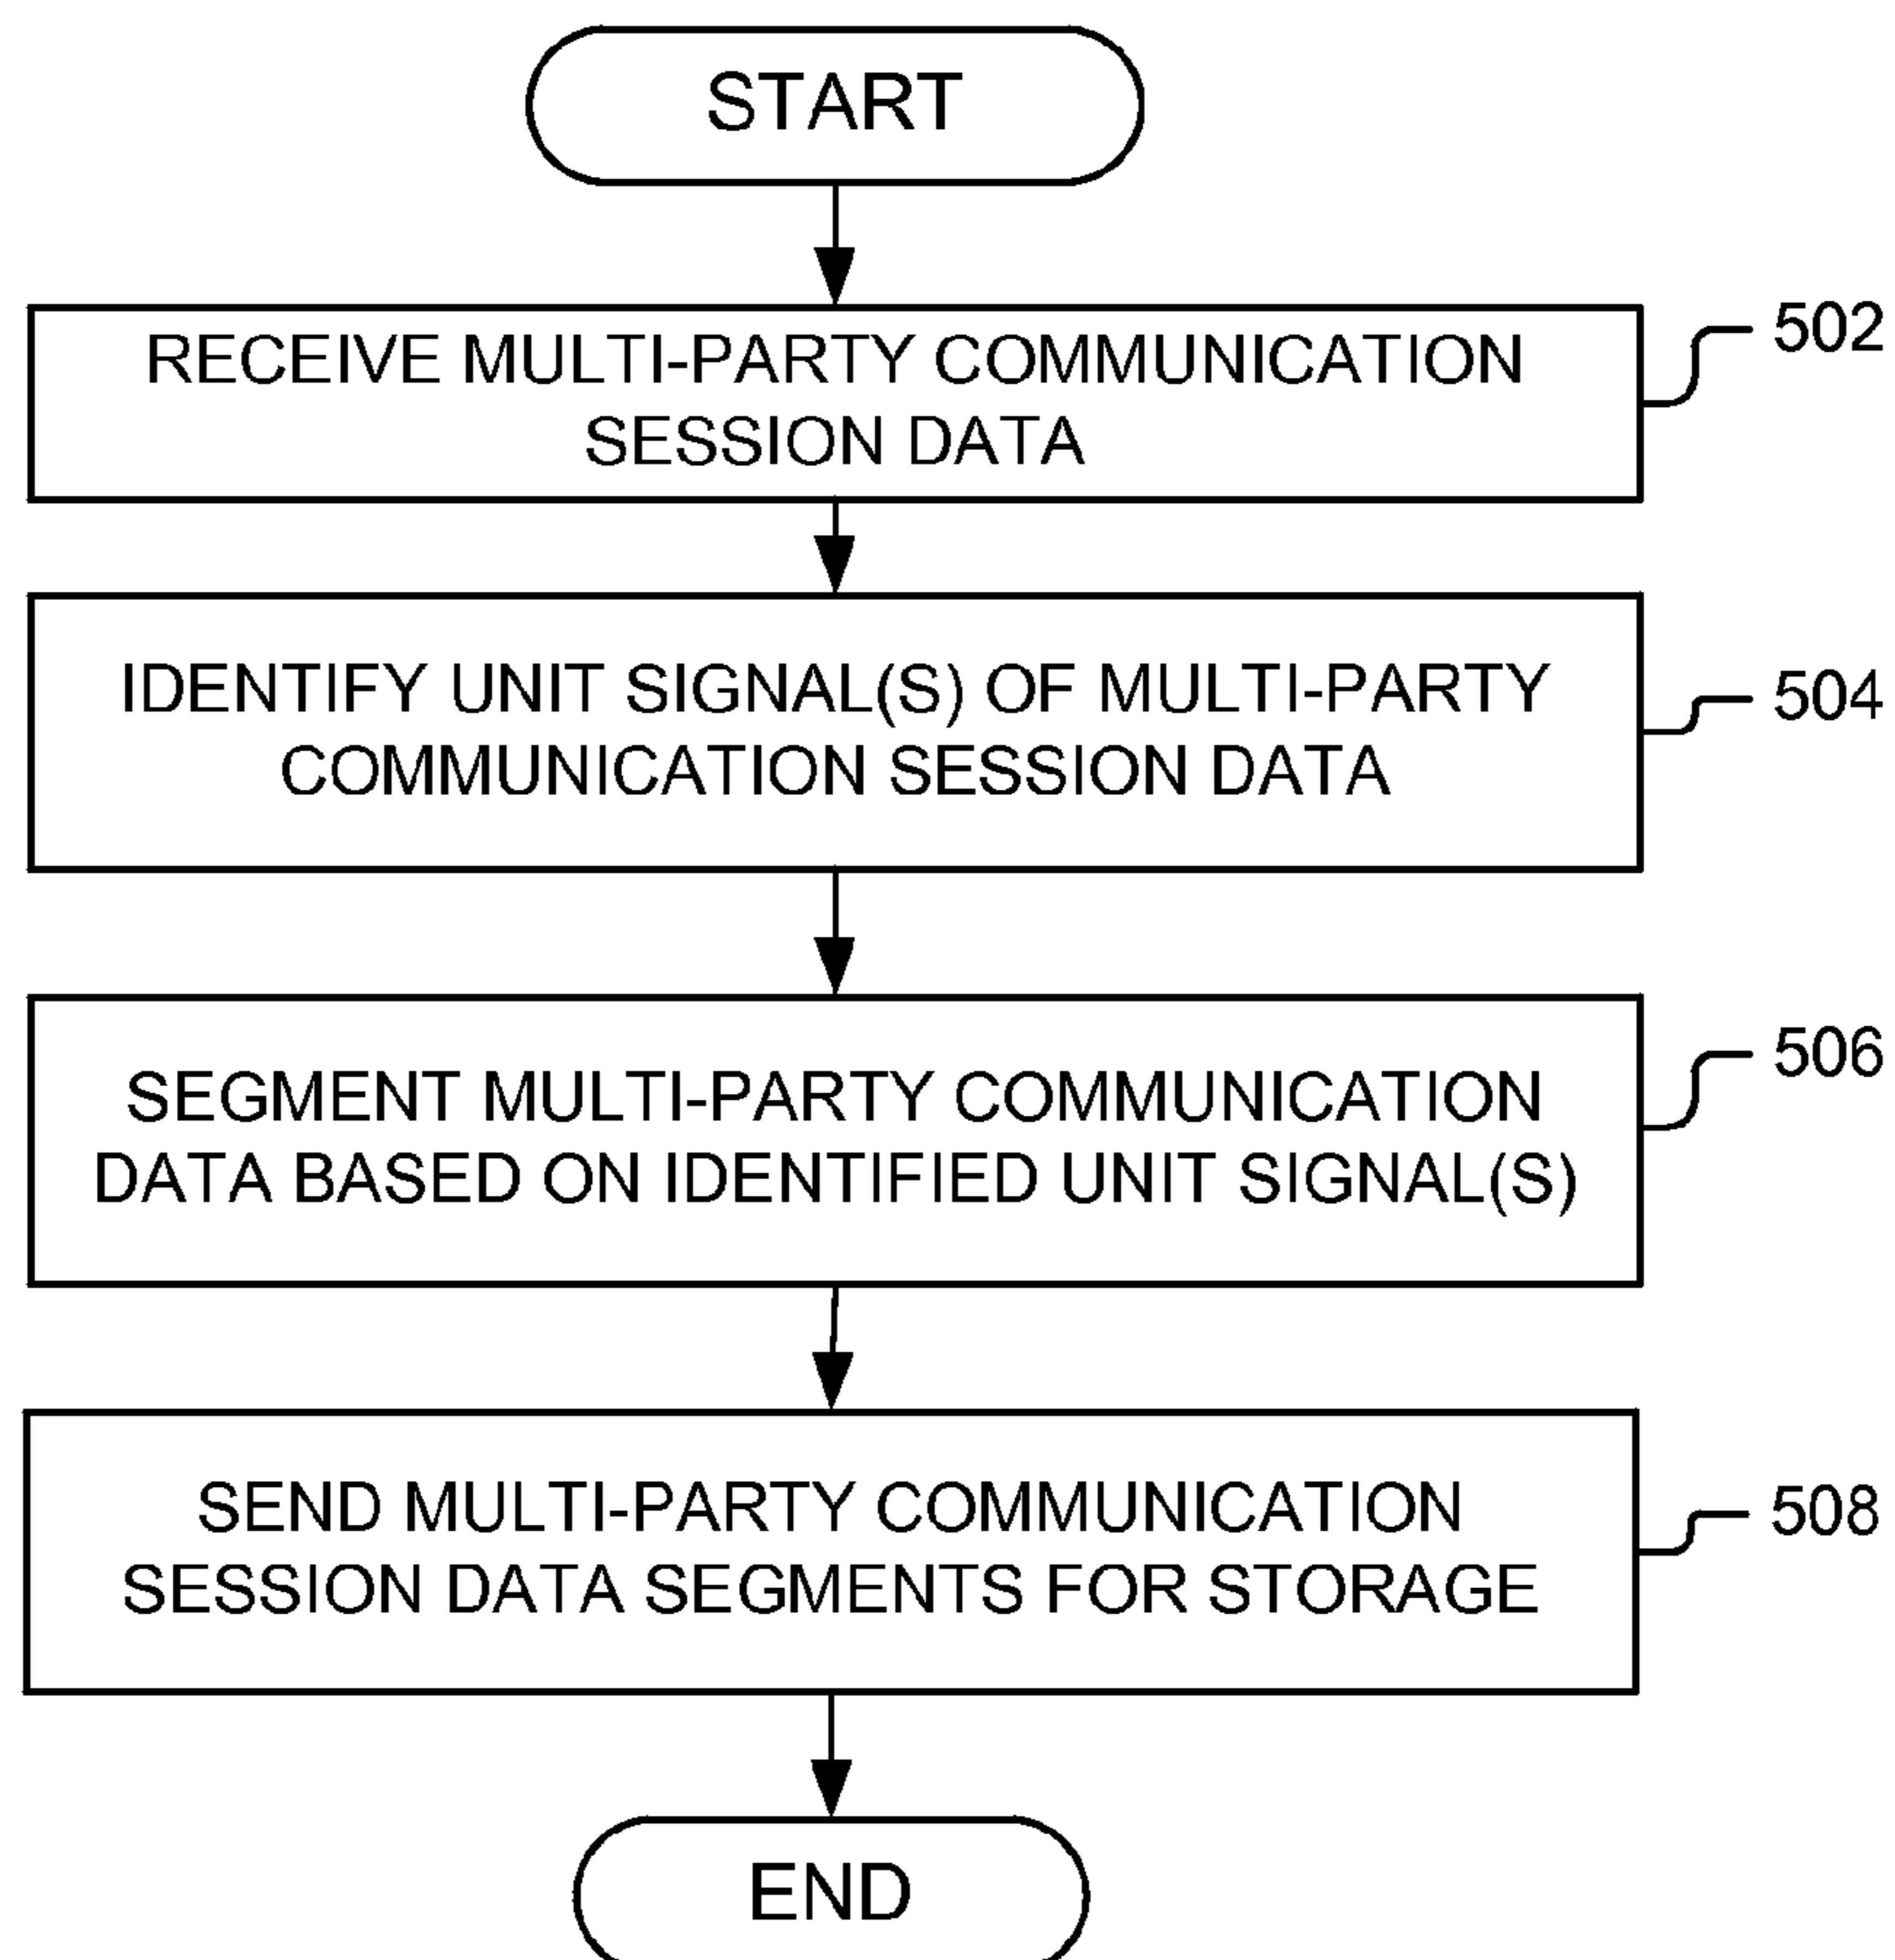 START
RECEIVE MULTI-PARTY COMMUNICATION
SESSION DATA
502
IDENTIFY UNIT SIGNAL(S) OF MULTI-PARTY
COMMUNICATION SESSION DATA
504
SEGMENT MULTI-PARTY COMMUNICATION
DATA BASED ON IDENTIFIED UNIT SIGNAL(S)
506
SEND MULTI-PARTY COMMUNICATION
SESSION DATA SEGMENTS FOR STORAGE
508
END